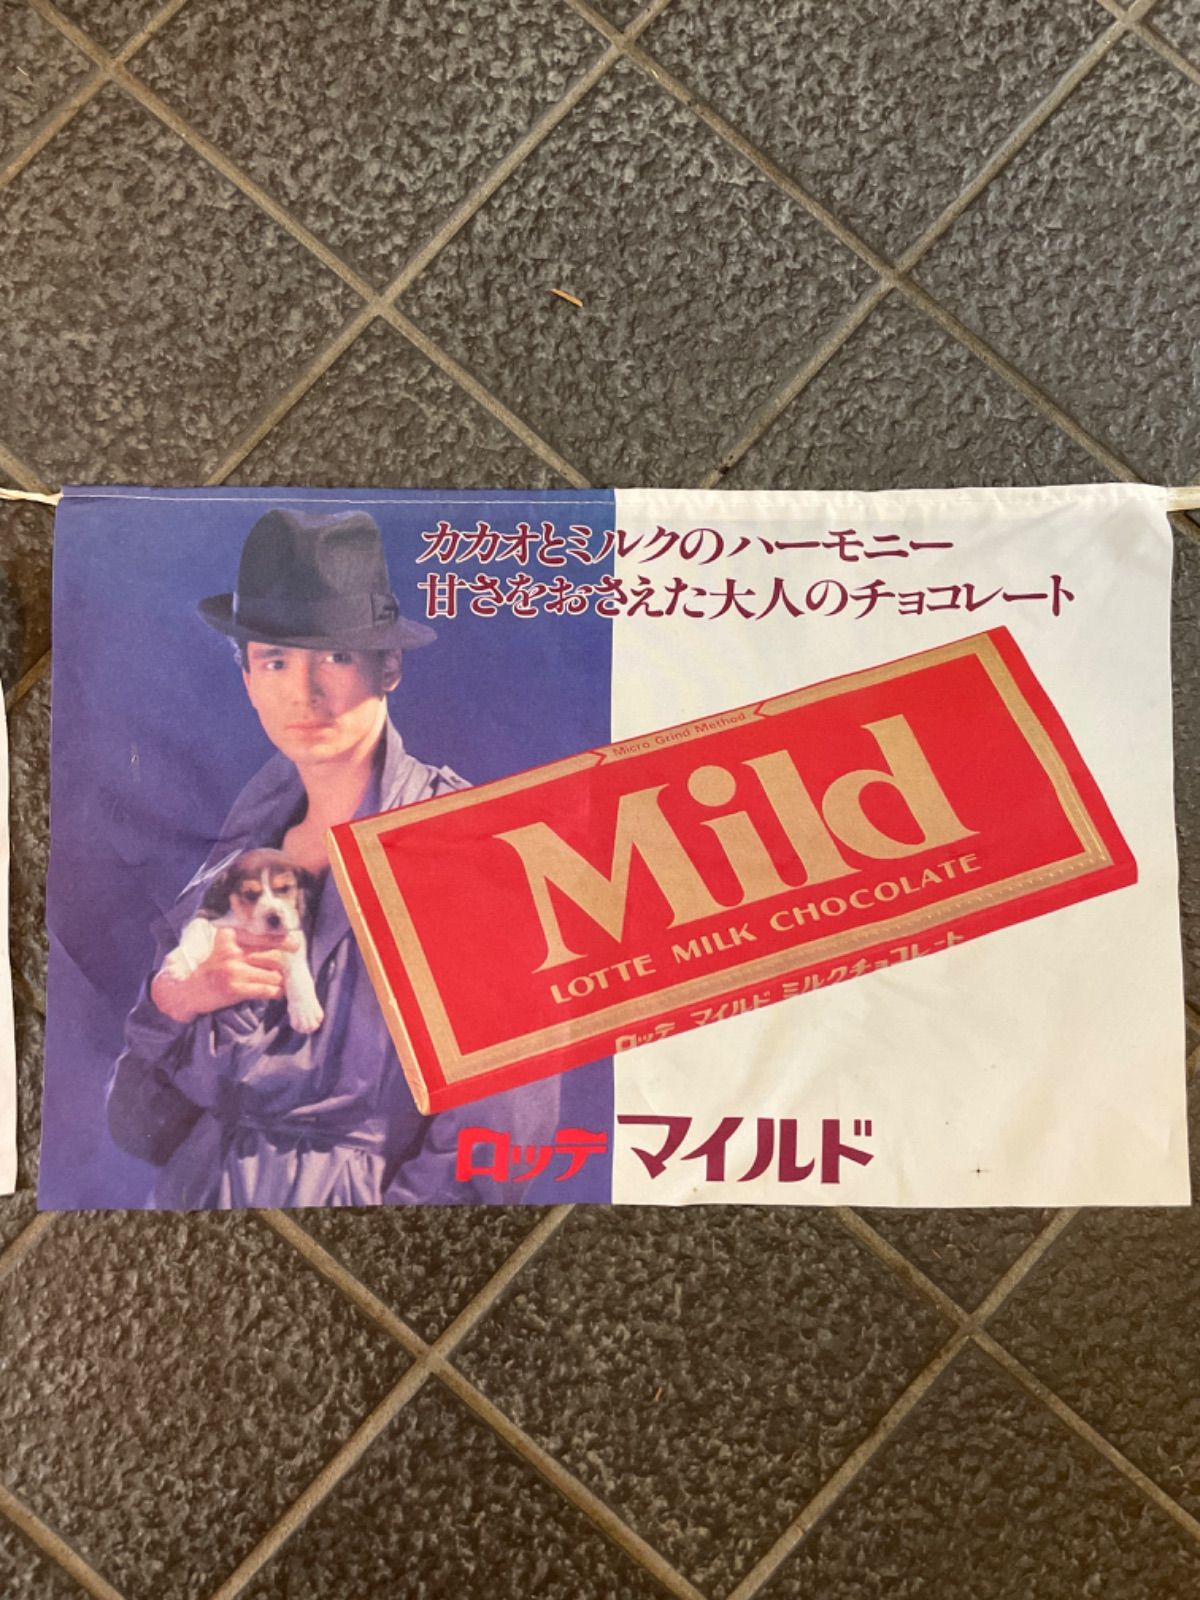 カカオとミルクのハーモニー
甘さをおさえた大人のチョコレート
Micro Grind Method
Mild
LOTTE MILK CHOCOLATE
ロッテ マイルド ミルクチョコレート
ロッテ マイルド